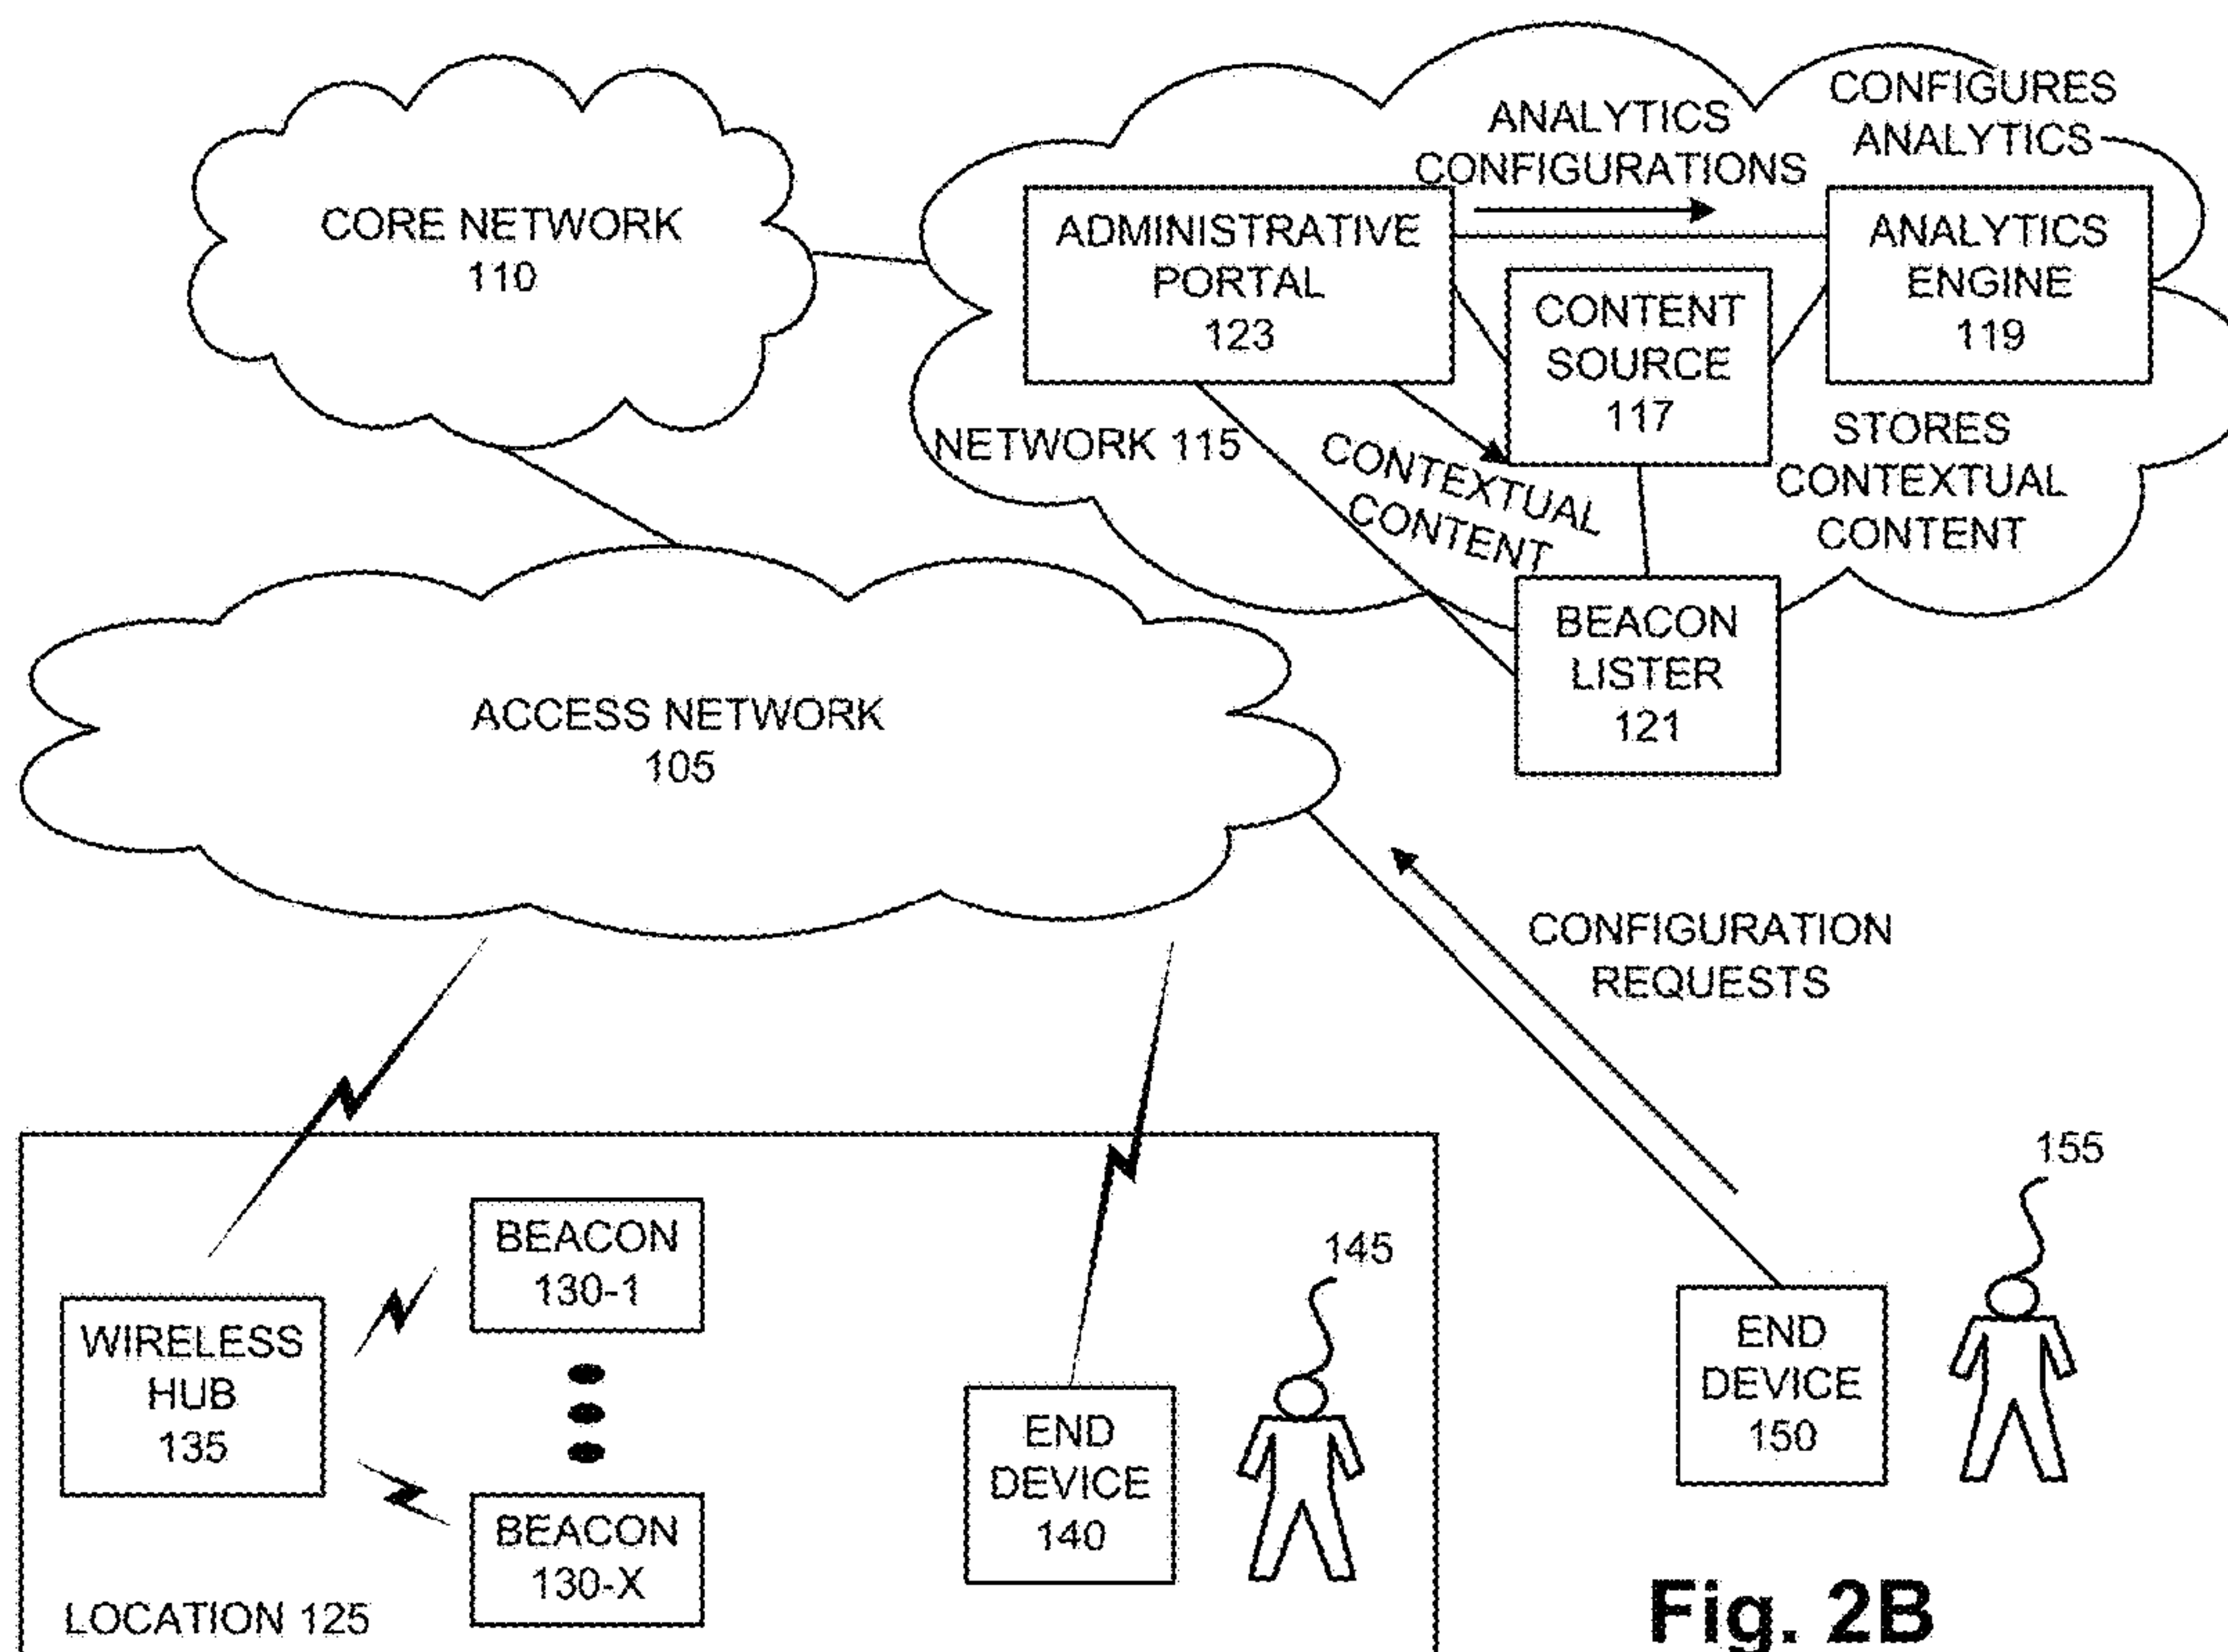 CORE NETWORK
110
ANALYTICS
CONFIGURATIONS
CONFIGURES
ANALYTICS
ADMINISTRATIVE
PORTAL
123
CONTENT
SOURCE
117
ANALYTICS
ENGINE
119
NETWORK 115
CONTEXTUAL
CONTENT
STORES
CONTEXTUAL
CONTENT
BEACON
LISTER
121
ACCESS NETWORK
105
CONFIGURATION
REQUESTS
WIRELESS
HUB
135
BEACON
130-1
BEACON
130-X
END
DEVICE
140
145
END
DEVICE
150
155
LOCATION 125
Fig. 2B